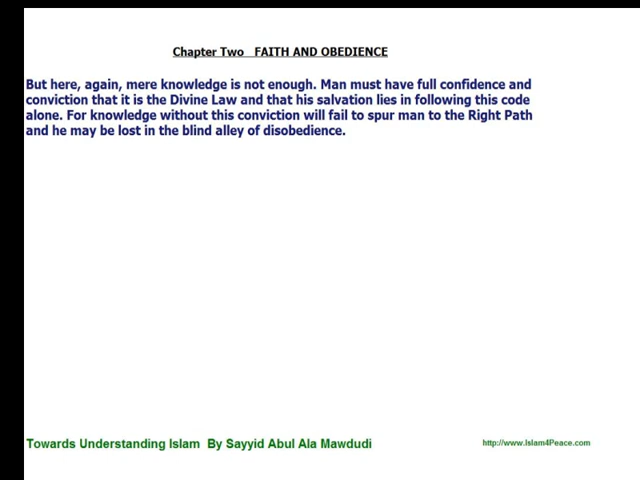 Chapter Two FAITH AND OBEDIENCE
But here, again, mere knowledge is not enough. Man must have full confidence and
conviction that it is the Divine Law and that his salvation lies in following this code
alone. For knowledge without this conviction will fail to spur man to the Right Path
and he may be lost in the blind alley of disobedience.
Towards Understanding Islam By Sayyid Abul Ala Mawdudi
http://www.Islam4Peace.com